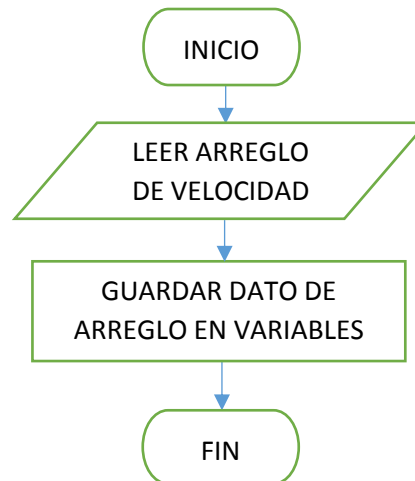 INICIO
LEER ARREGLO
DE VELOCIDAD
GUARDAR DATO DE
ARREGLO EN VARIABLES
FIN